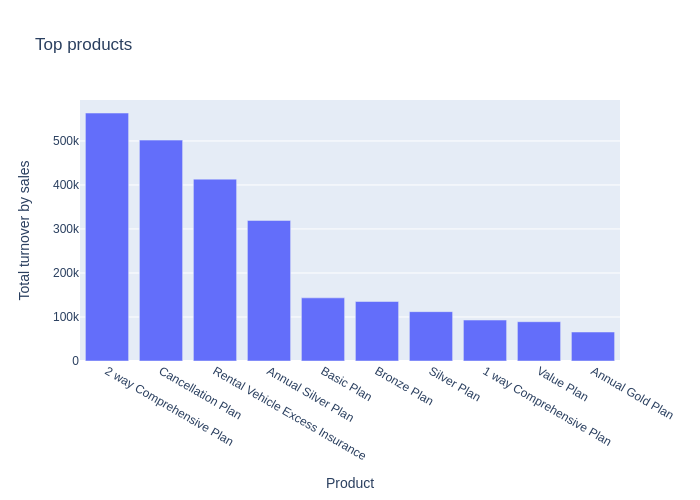 Top products
Total turnover by sales
500k
400k
300k
200k
100k
0
2 way Comprehensive Plan
Cancellation Plan
Rental Vehicle Excess Insurance
Annual Silver Plan
Basic Plan
Bronze Plan
Silver Plan
1 way Comprehensive Plan
Value Plan
Annual Gold Plan
Product